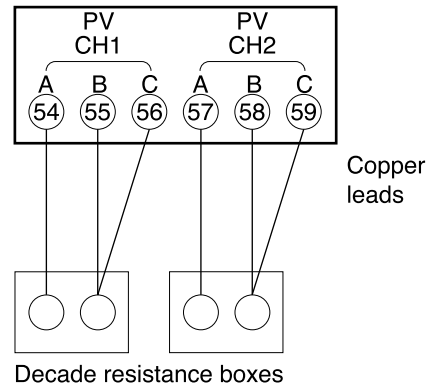 PV PV
CH1 CH2
A B C A B C
54 55 56 57 58 59
Copper
leads
Decade resistance boxes